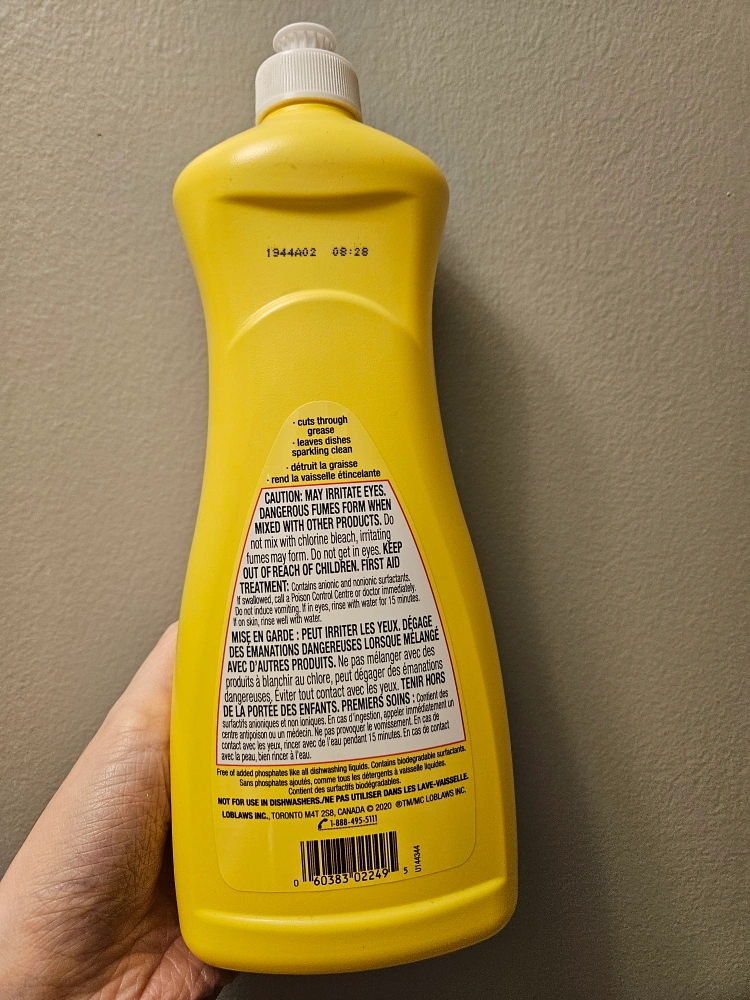 1944A02 08:28
· cuts through
grease
· leaves dishes
sparkling clean
· détruit la graisse
· rend la vaisselle étincelante
CAUTION: MAY IRRITATE EYES.
DANGEROUS FUMES FORM WHEN
MIXED WITH OTHER PRODUCTS. Do
not mix with chlorine bleach, irritating
fumes may form. Do not get in eyes. KEEP
OUT OF REACH OF CHILDREN. FIRST AID
TREATMENT: Contains anionic and nonionic surfactants.
If swallowed, call a Poison Control Centre or doctor immediately.
Do not induce vomiting. If in eyes, rinse with water for 15 minutes.
If on skin, rinse well with water.
MISE EN GARDE : PEUT IRRITER LES YEUX. DÉGAGE
DES ÉMANATIONS DANGEREUSES LORSQUE MÉLANGÉ
AVEC D'AUTRES PRODUITS. Ne pas mélanger avec des
produits à blanchir au chlore, peut dégager des émanations
dangereuses. Éviter tout contact avec les yeux. TENIR HORS
DE LA PORTÉE DES ENFANTS. PREMIERS SOINS : Contient des
surfactifs anioniques et non ioniques. En cas d'ingestion, appeler immédiatement un
centre antipoison ou un médecin. Ne pas provoquer le vomissement. En cas de
contact avec les yeux, rincer avec de l'eau pendant 15 minutes. En cas de contact
avec la peau, bien rincer à l'eau.
Free of added phosphates like all dishwashing liquids. Contains biodegradable surfactants.
Sans phosphates ajoutés, comme tous les détergents à vaisselle liquides.
Contient des surfactifs biodégradables.
NOT FOR USE IN DISHWASHERS./NE PAS UTILISER DANS LES LAVE-VAISSELLE.
LOBLAWS INC., TORONTO M4T 2S8, CANADA © 2020 ®TM/MC LOBLAWS INC.
1-888-495-5111
0 60383 02249 5
U144344